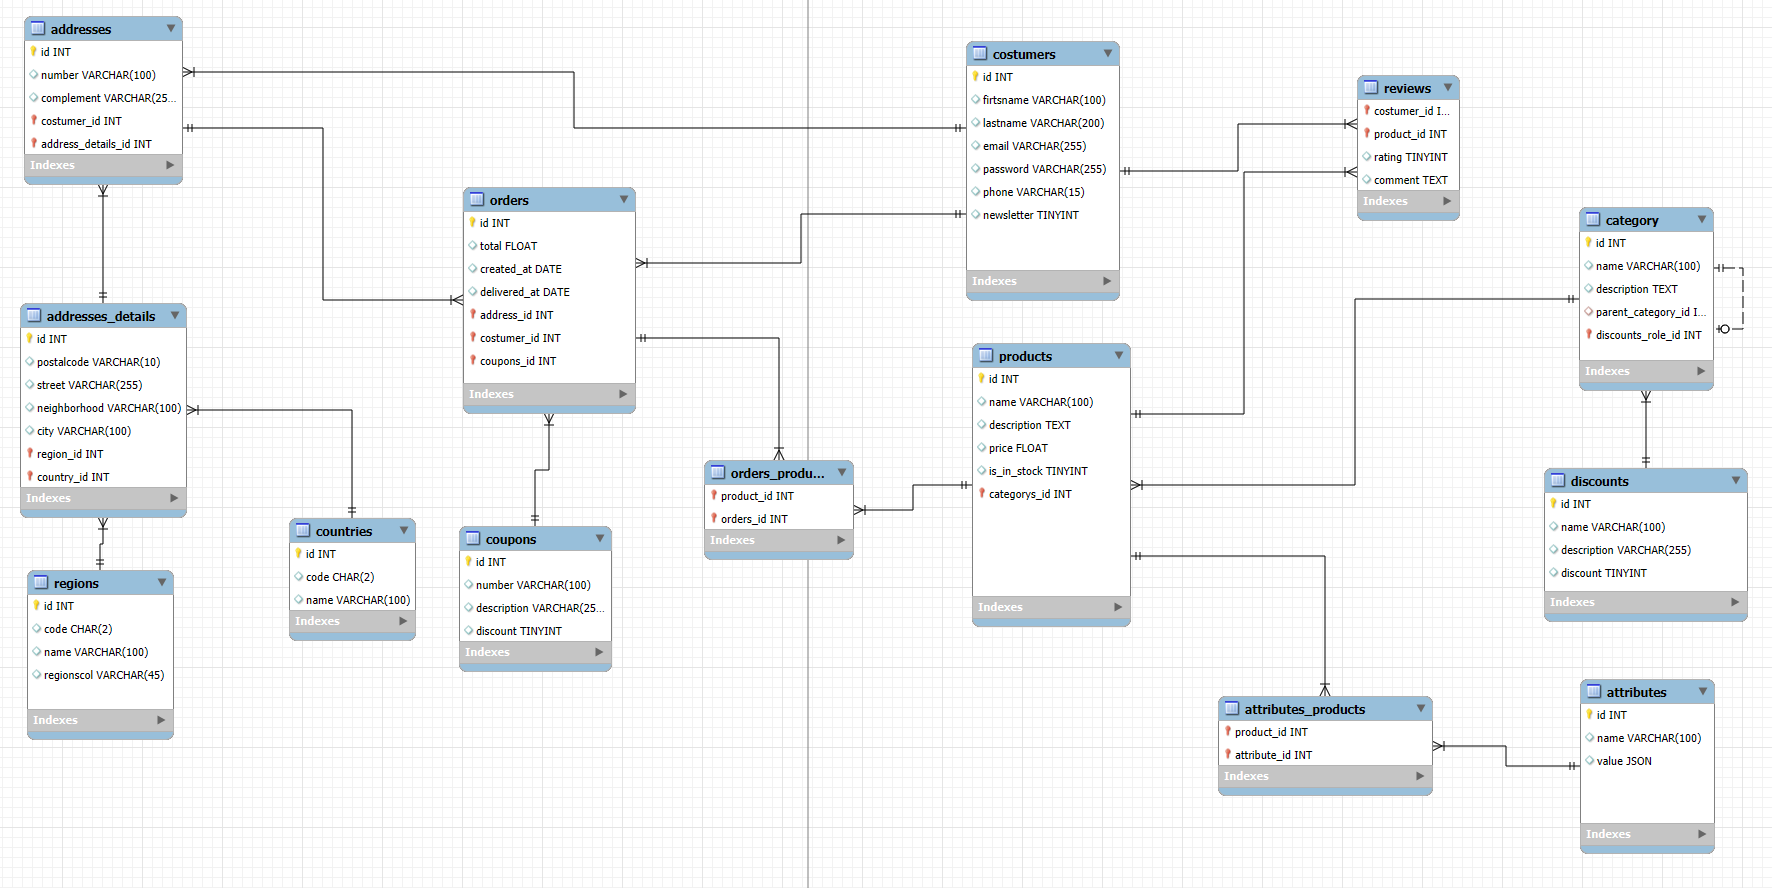 addresses
id INT
number VARCHAR(100)
complement VARCHAR(25...
costumer_id INT
address_details_id INT
Indexes
addresses_details
id INT
postalcode VARCHAR(10)
street VARCHAR(255)
neighborhood VARCHAR(100)
city VARCHAR(100)
region_id INT
country_id INT
Indexes
regions
id INT
code CHAR(2)
name VARCHAR(100)
regionscol VARCHAR(45)
Indexes
countries
id INT
code CHAR(2)
name VARCHAR(100)
Indexes
orders
id INT
total FLOAT
created_at DATE
delivered_at DATE
address_id INT
costumer_id INT
coupons_id INT
Indexes
coupons
id INT
number VARCHAR(100)
description VARCHAR(25...
discount TINYINT
Indexes
orders_produ...
product_id INT
orders_id INT
Indexes
costumers
id INT
firtsname VARCHAR(100)
lastname VARCHAR(200)
email VARCHAR(255)
password VARCHAR(255)
phone VARCHAR(15)
newsletter TINYINT
Indexes
products
id INT
name VARCHAR(100)
description TEXT
price FLOAT
is_in_stock TINYINT
categorys_id INT
Indexes
reviews
costumer_id I...
product_id INT
rating TINYINT
comment TEXT
Indexes
category
id INT
name VARCHAR(100)
description TEXT
parent_category_id I...
discounts_role_id INT
Indexes
discounts
id INT
name VARCHAR(100)
description VARCHAR(255)
discount TINYINT
Indexes
attributes_products
product_id INT
attribute_id INT
Indexes
attributes
id INT
name VARCHAR(100)
value JSON
Indexes